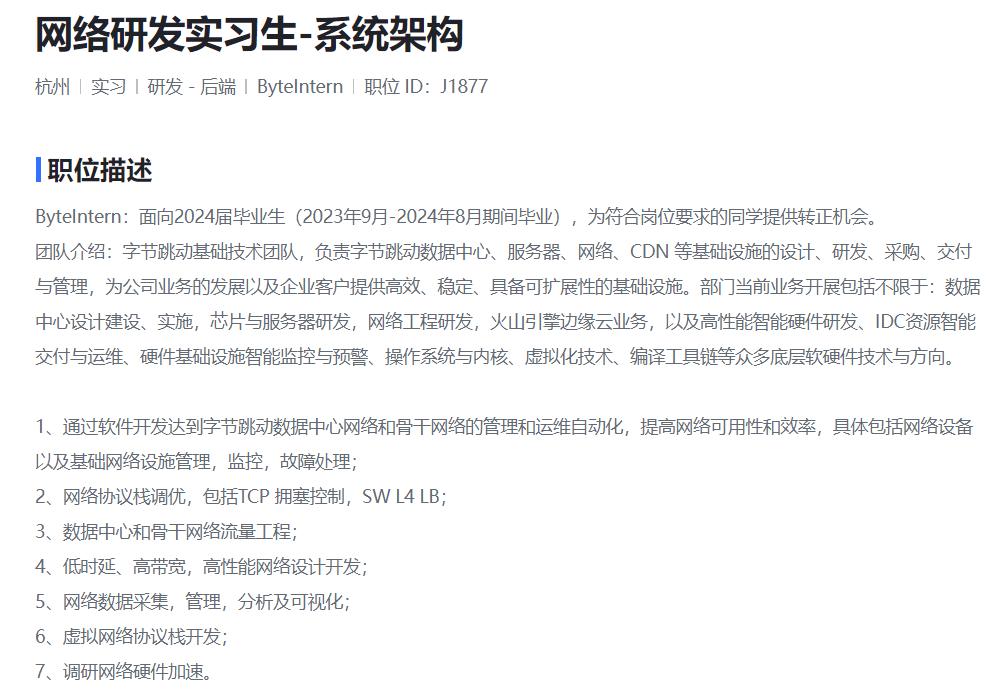 网络研发实习生-系统架构
杭州 | 实习 | 研发 - 后端 | ByteIntern | 职位 ID：J1877
职位描述
ByteIntern：面向2024届毕业生（2023年9月-2024年8月期间毕业），为符合岗位要求的同学提供转正机会。
团队介绍：字节跳动基础技术团队，负责字节跳动数据中心、服务器、网络、CDN 等基础设施的设计、研发、采购、交付
与管理，为公司业务的发展以及企业客户提供高效、稳定、具备可扩展性的基础设施。部门当前业务开展包括不限于：数据
中心设计建设、实施，芯片与服务器研发，网络工程研发，火山引擎边缘云业务，以及高性能智能硬件研发、IDC资源智能
交付与运维、硬件基础设施智能监控与预警、操作系统与内核、虚拟化技术、编译工具链等众多底层软硬件技术与方向。
1、通过软件开发达到字节跳动数据中心网络和骨干网络的管理和运维自动化，提高网络可用性和效率，具体包括网络设备
以及基础网络设施管理，监控，故障处理；
2、网络协议栈调优，包括TCP 拥塞控制，SW L4 LB；
3、数据中心和骨干网络流量工程；
4、低时延、高带宽，高性能网络设计开发；
5、网络数据采集，管理，分析及可视化；
6、虚拟网络协议栈开发；
7、调研网络硬件加速。